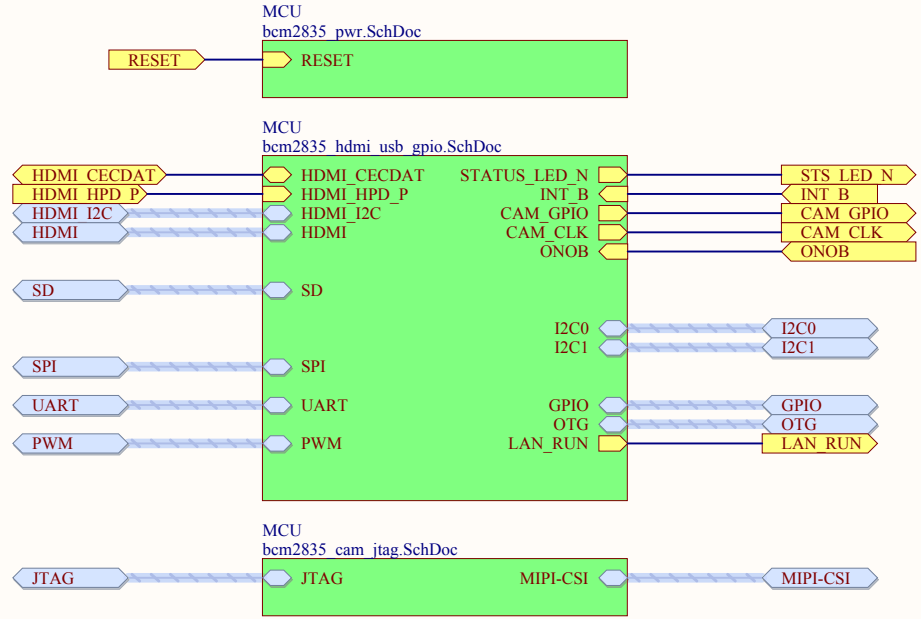 MCU
bcm2835_pwr.SchDoc
RESET RESET
MCU
bcm2835_hdmi_usb_gpio.SchDoc
HDMI_CECDAT HDMI_CECDAT STATUS_LED_N STS_LED_N
HDMI_HPD_P HDMI_HPD_P INT_B INT_B
HDMI_I2C HDMI_I2C CAM_GPIO CAM_GPIO
HDMI HDMI CAM_CLK CAM_CLK
ONOB ONOB
SD SD
I2C0 I2C0
I2C1 I2C1
SPI SPI
UART UART GPIO GPIO
OTG OTG
PWM PWM LAN_RUN LAN_RUN
MCU
bcm2835_cam_jtag.SchDoc
JTAG JTAG MIPI-CSI MIPI-CSI